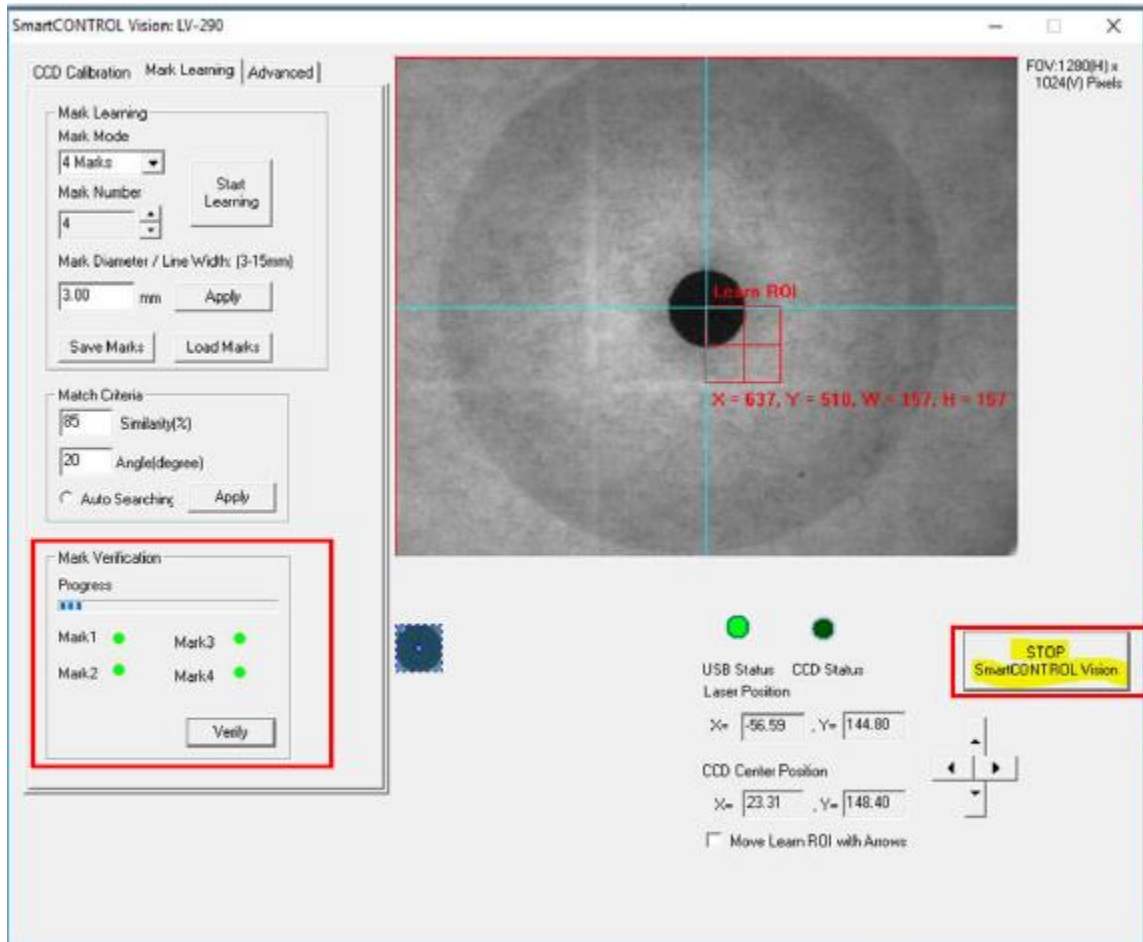 SmartCONTROL Vision: LV-290
CCD Calibration Mark Learning Advanced
FOV:1280(H) x
1024(V) Pixels
Mark Learning
Mark Mode
4 Marks
Start
Learning
Mark Number
4
Mark Diameter / Line Width: (3-15mm)
3.00 mm Apply
Save Marks Load Marks
Learn ROI
X = 637, Y = 510, W = 157, H = 157
Match Criteria
85 Similarity(%)
20 Angle(degree)
Auto Searching Apply
Mark Verification
Progress
Mark1 Mark3
Mark2 Mark4
Verify
USB Status CCD Status
STOP
SmartCONTROL Vision
Laser Position
X= -56.59 , Y= 144.80
CCD Center Position
X= 23.31 , Y= 148.40
Move Learn ROI with Arrows